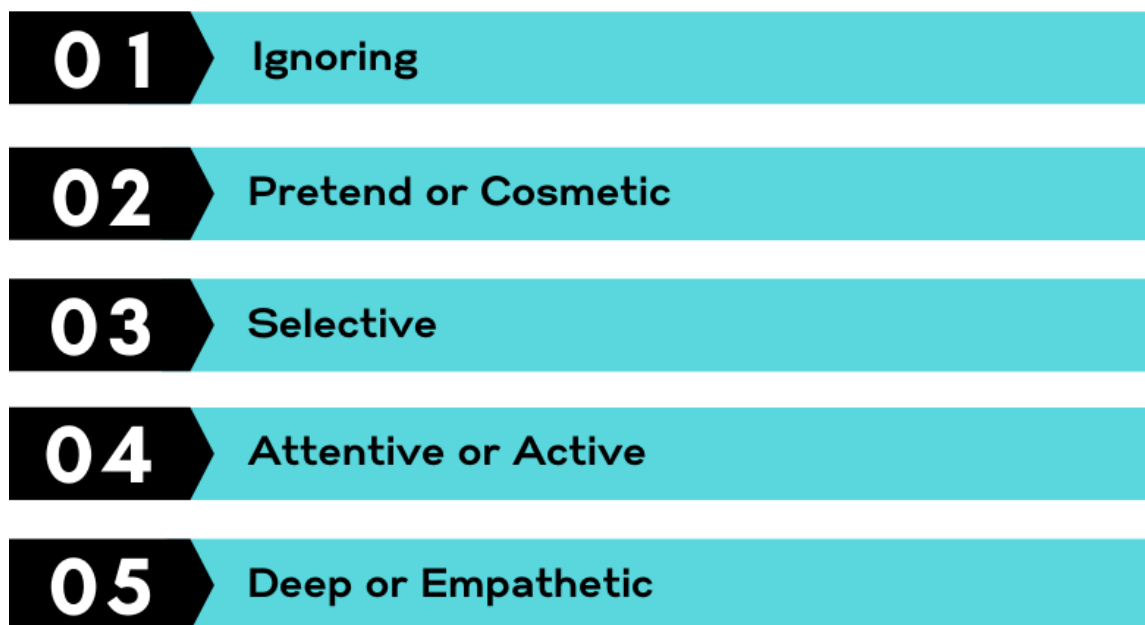 01 Ignoring
02 Pretend or Cosmetic
03 Selective
04 Attentive or Active
05 Deep or Empathetic